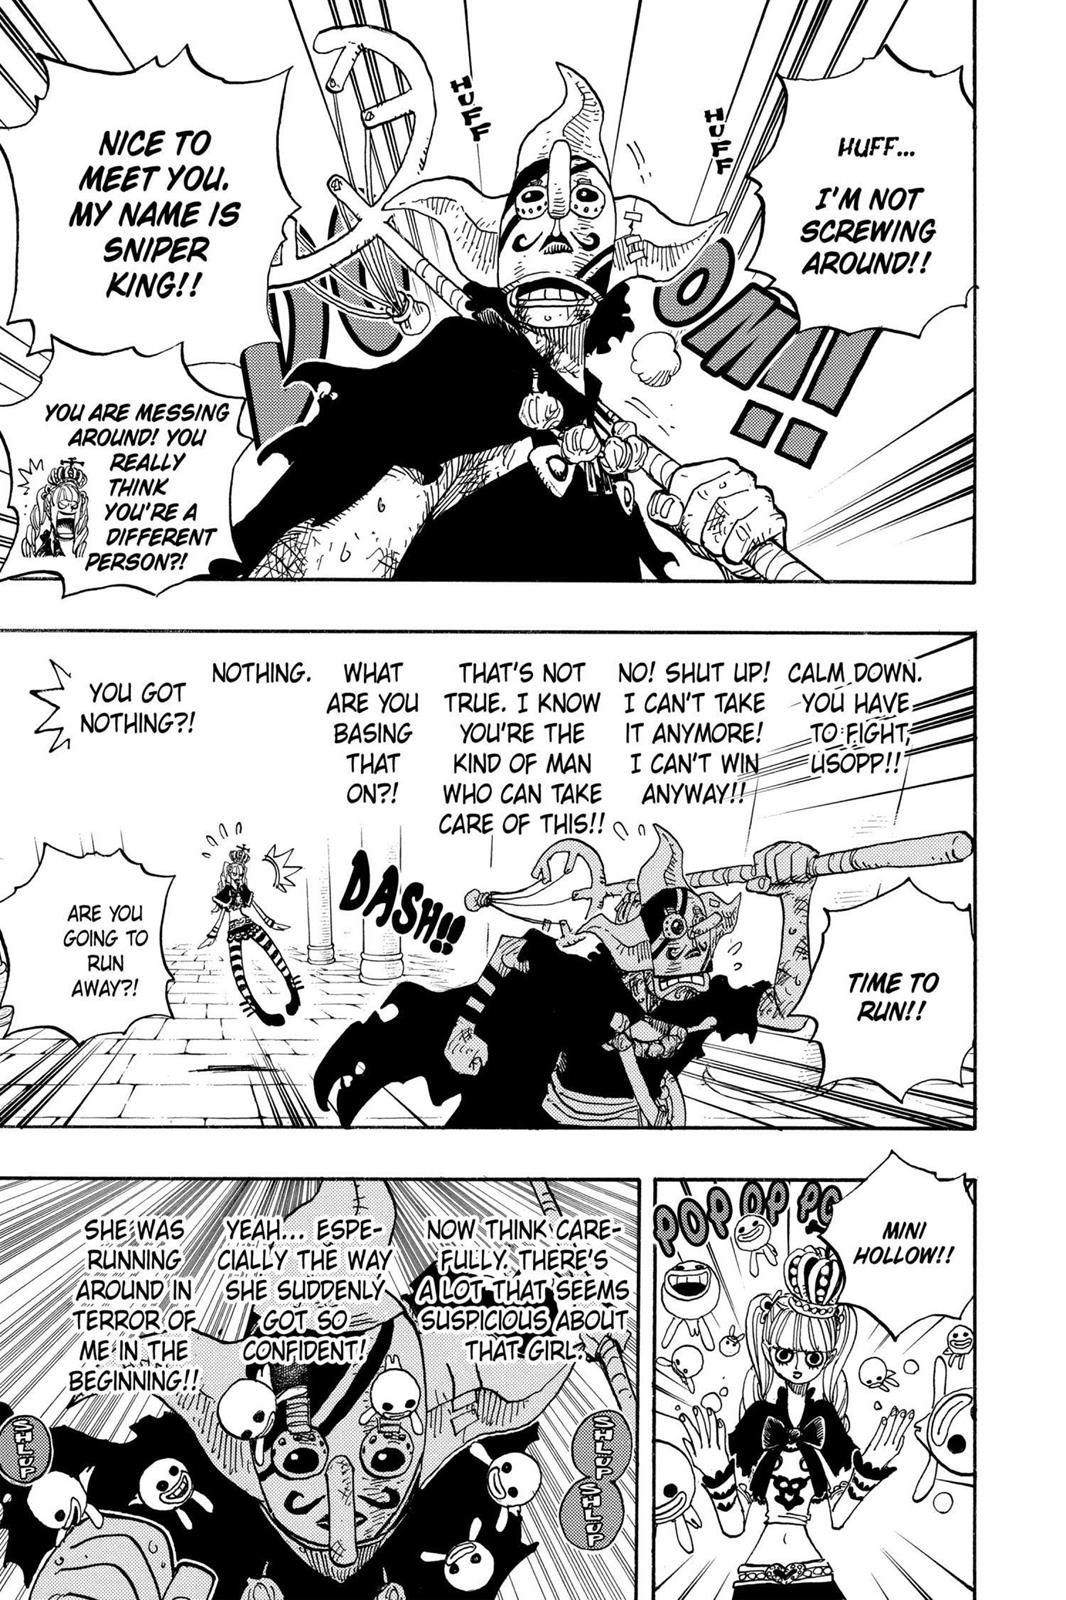 HUFF...
I'M NOT
SCREWING
AROUND!!
HUFF
HUFF
NICE TO
MEET YOU.
MY NAME IS
SNIPER
KING!!
YOU ARE MESSING
AROUND! YOU
REALLY
THINK
YOU'RE A
DIFFERENT
PERSON?!
CALM DOWN.
YOU HAVE
TO FIGHT,
USOPP!!
NO! SHUT UP!
I CAN'T TAKE
IT ANYMORE!
I CAN'T WIN
ANYWAY!!
THAT'S NOT
TRUE. I KNOW
YOU'RE THE
KIND OF MAN
WHO CAN TAKE
CARE OF THIS!!
WHAT
ARE YOU
BASING
THAT
ON?!
NOTHING.
YOU GOT
NOTHING?!
TIME TO
RUN!!
DASH!!
ARE YOU
GOING TO
RUN
AWAY?!
MINI
HOLLOW!!
POP OP
NOW THINK CARE-
FULLY. THERE'S
A LOT THAT SEEMS
SUSPICIOUS ABOUT
THAT GIRL.
YEAH... ESPE-
CIALLY THE WAY
SHE SUDDENLY
GOT SO
CONFIDENT!
SHE WAS
RUNNING
AROUND IN
TERROR OF
ME IN THE
BEGINNING!!
SHLUP
SHLUP
SHLUP